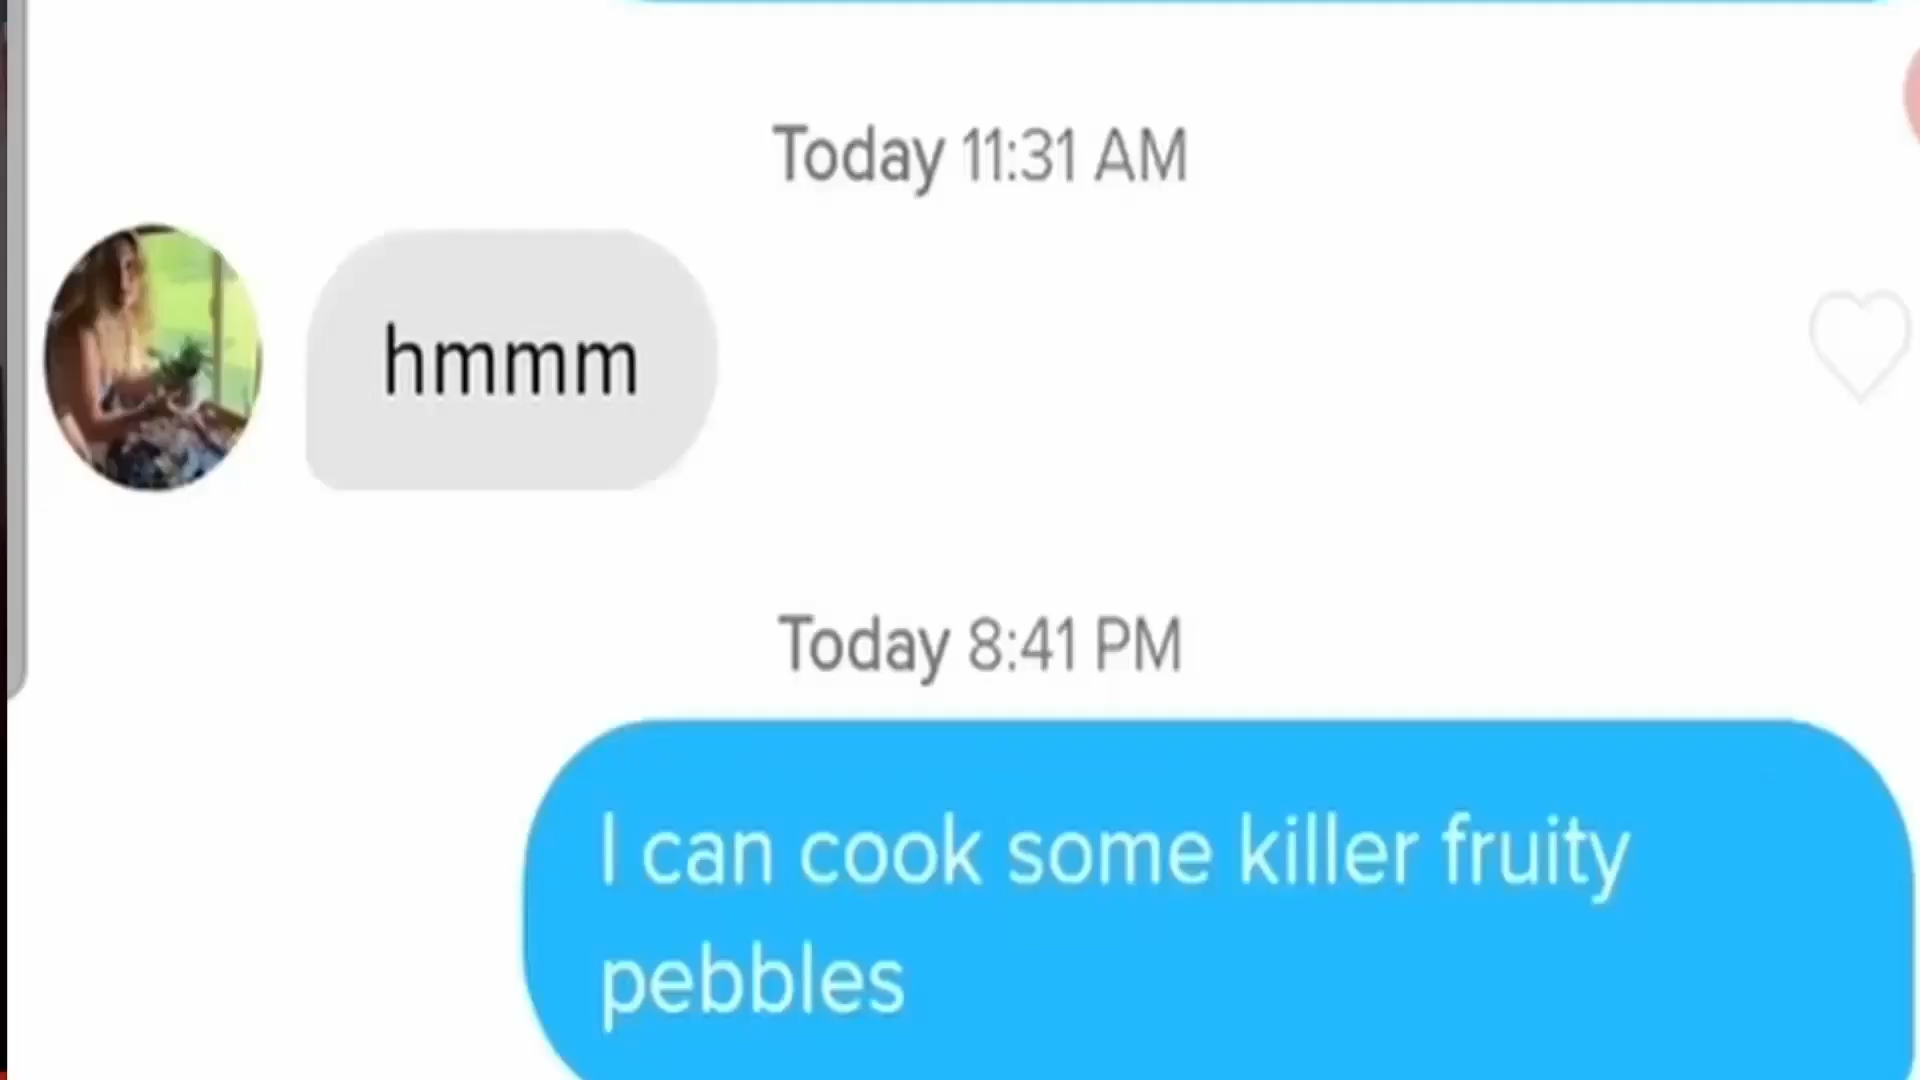 Today 11:31 AM
hmmm
Today 8:41 PM
I can cook some killer fruity
pebbles